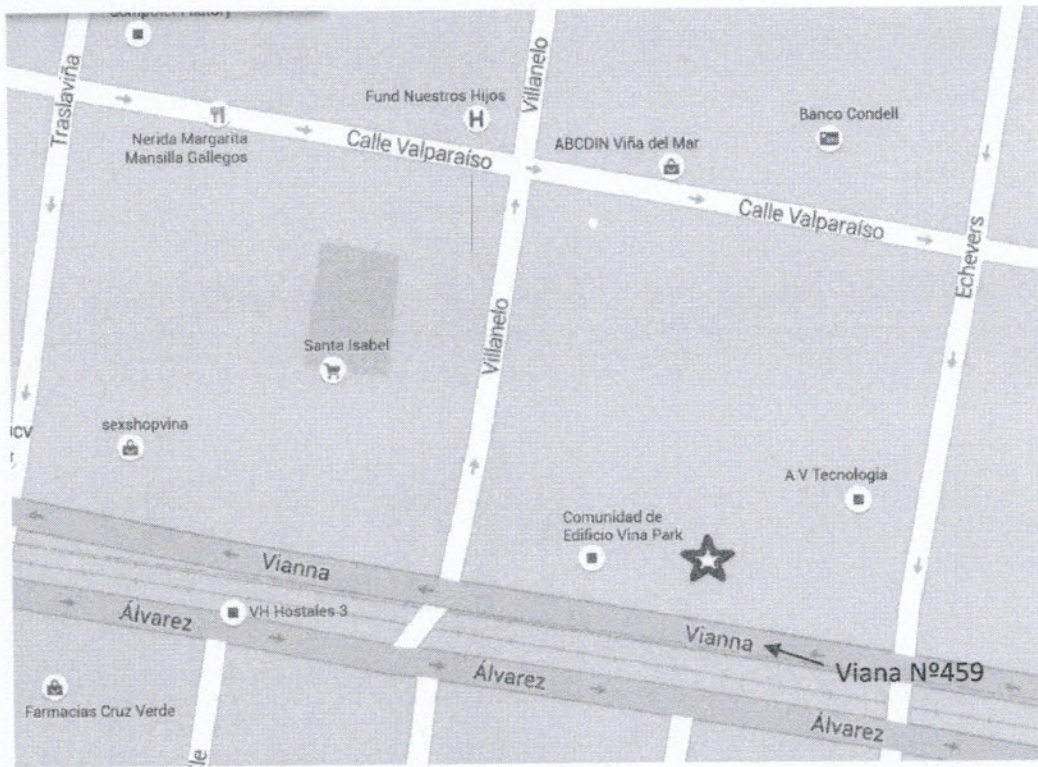 Computer Factory
Traslaviña
Villanelo
Fund Nuestros Hijos
H
Banco Condell
Nerida Margarita
Mansilla Gallegos
Calle Valparaíso
ABCDIN Viña del Mar
Calle Valparaíso
Echevers
Santa Isabel
Villanelo
sexshopvina
A V Tecnologia
Comunidad de
Edificio Vina Park
Vianna
VH Hostales 3
Álvarez
Vianna
Viana Nº459
Álvarez
Farmacias Cruz Verde
Álvarez